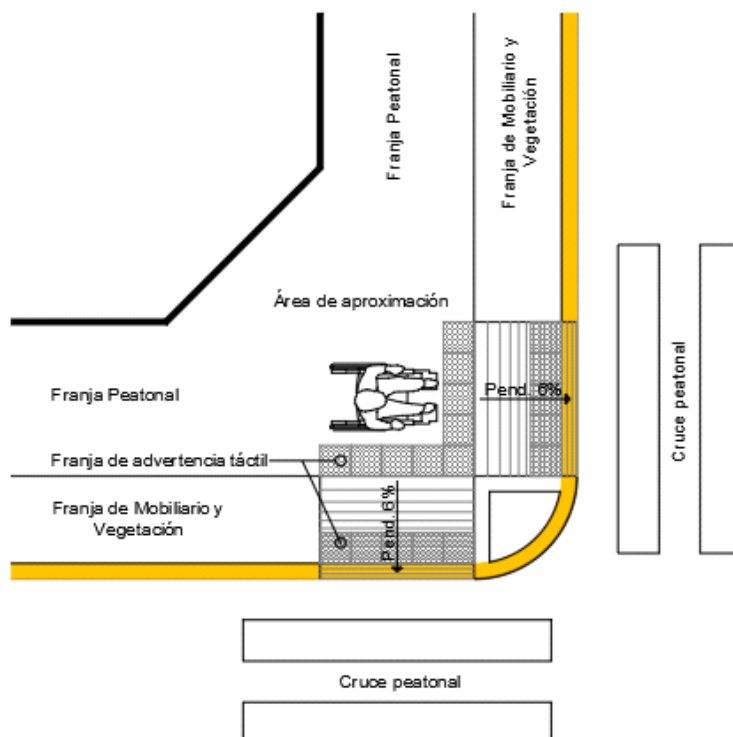 Franja Peatonal
Franja de Mobiliario y
Vegetación
Área de aproximación
Franja Peatonal
Pend. 6%
Cruce peatonal
Franja de advertencia táctil
Franja de Mobiliario y
Vegetación
Pend. 6%
Cruce peatonal